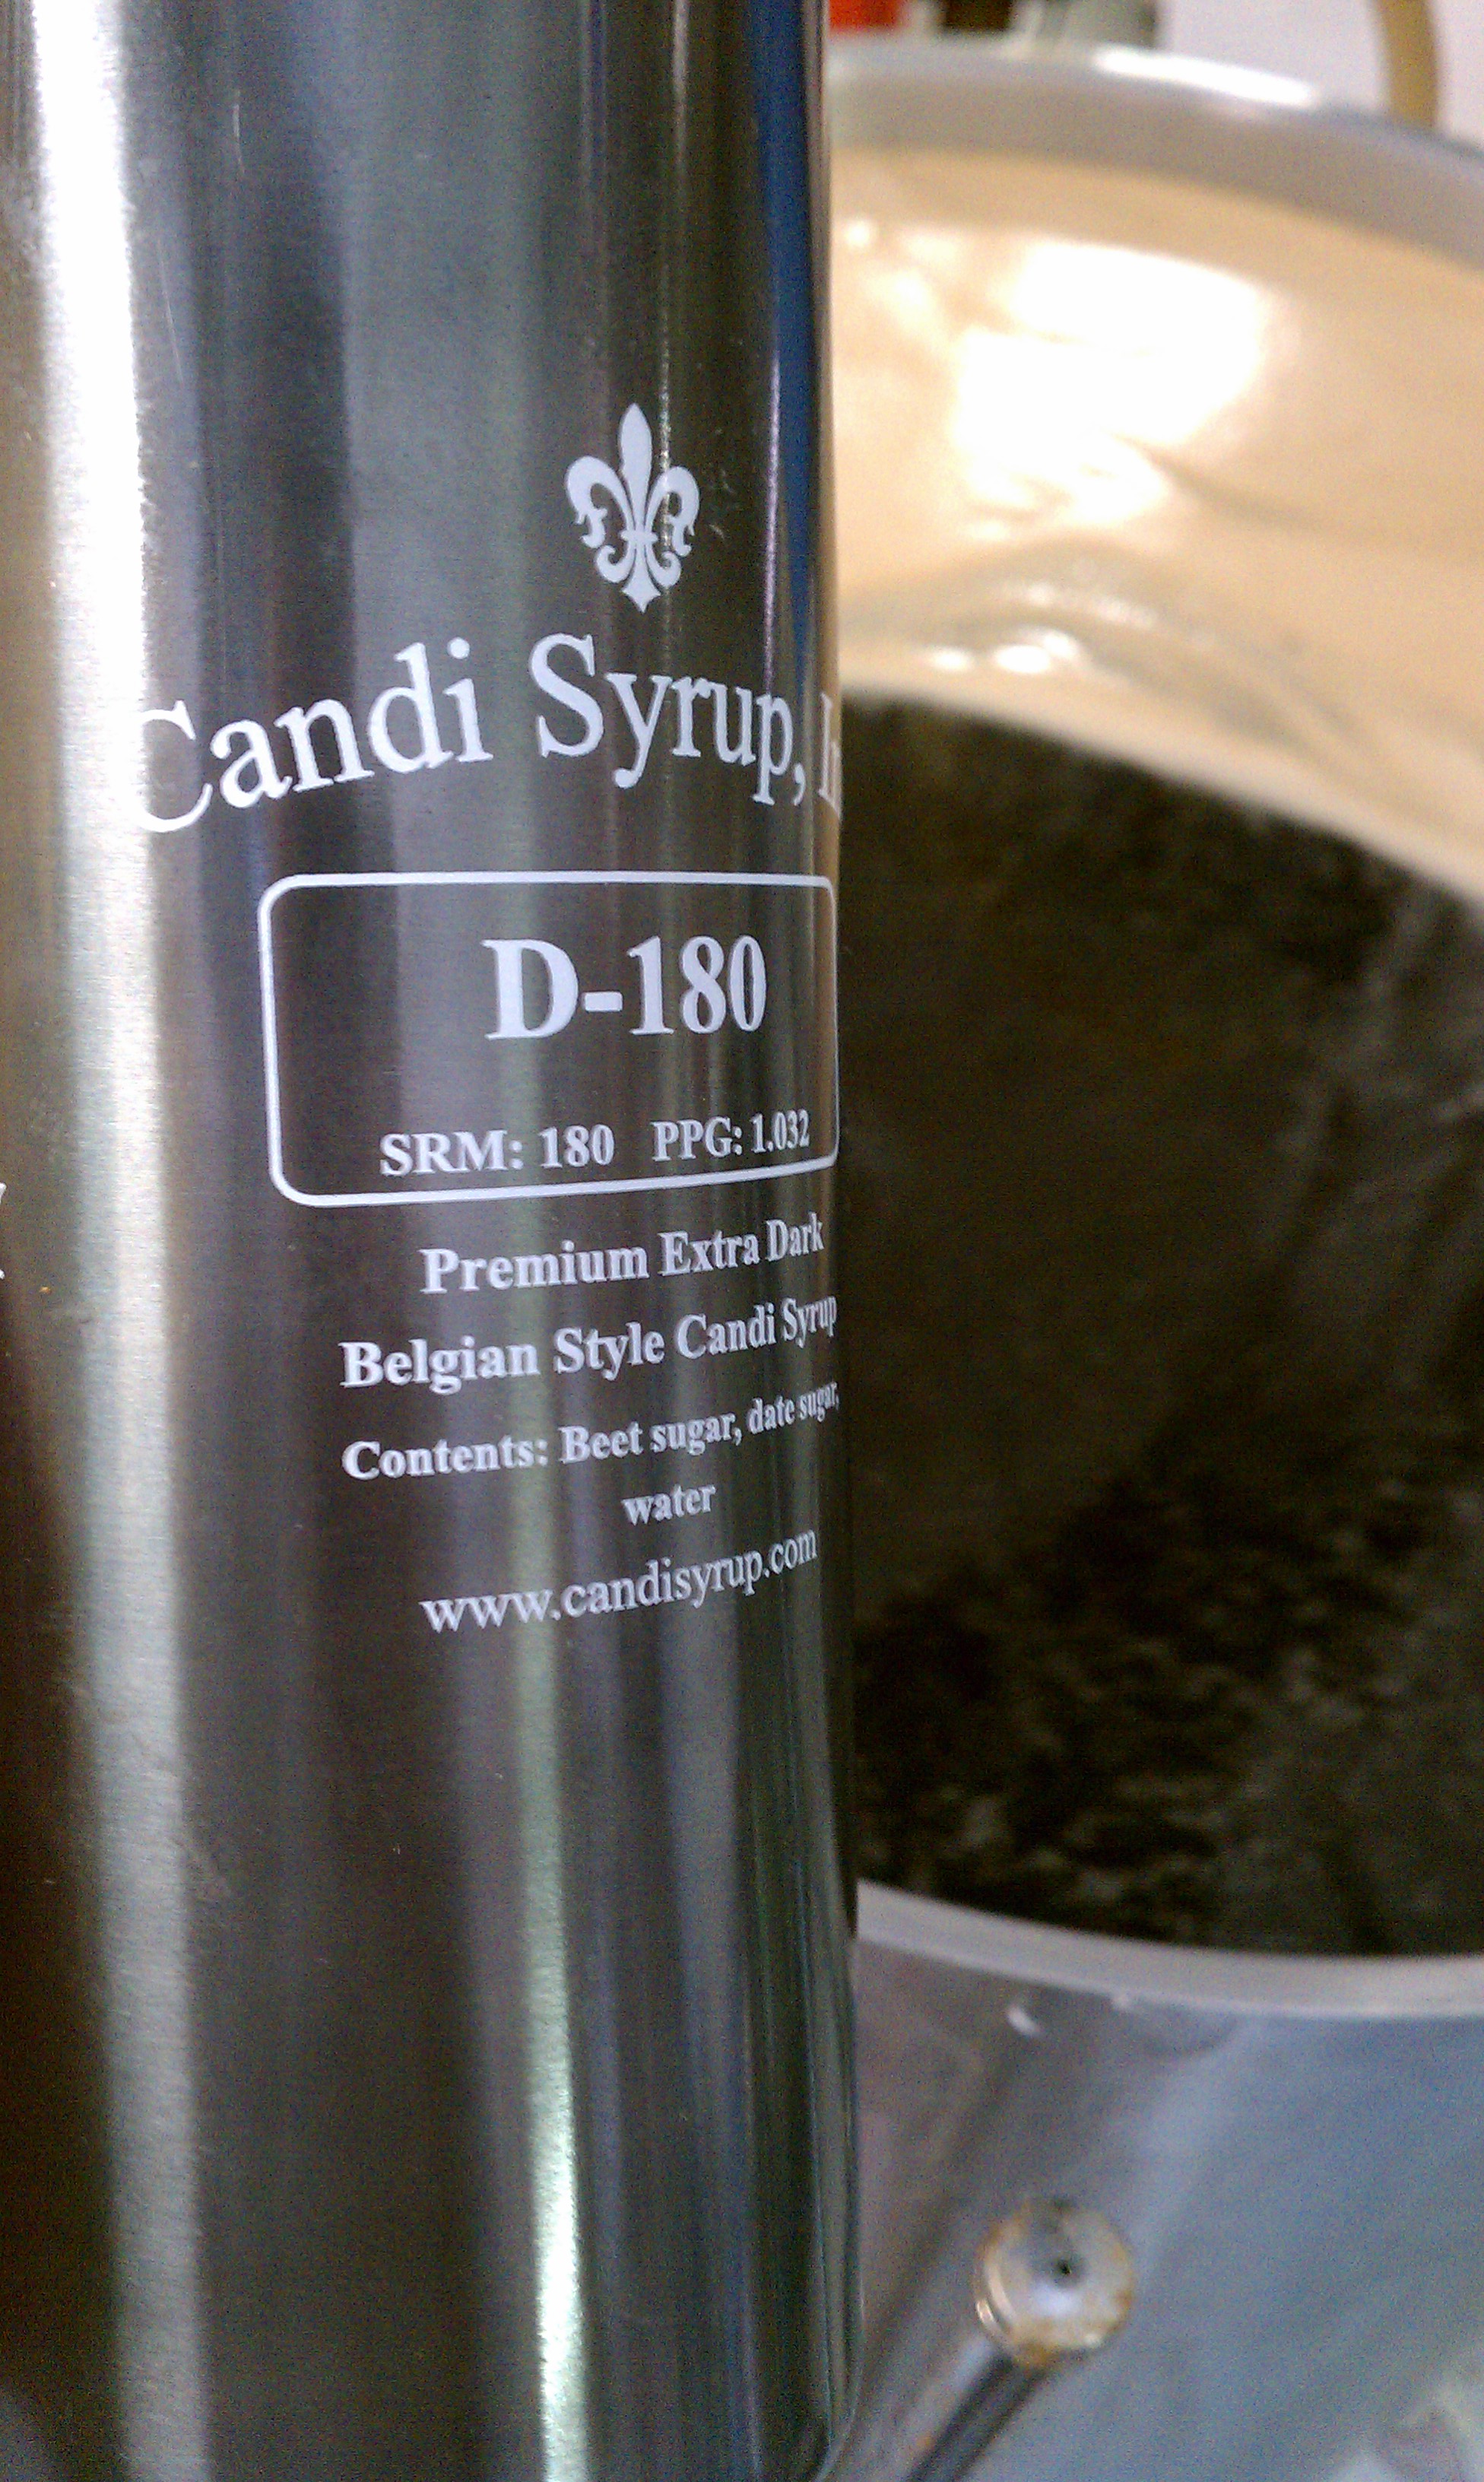 Candi Syrup,
D-180
SRM: 180 PPG: 1.032
Premium Extra Dark
Belgian Style Candi Syrup
Contents: Beet sugar, date sugar,
water
www.candisyrup.com